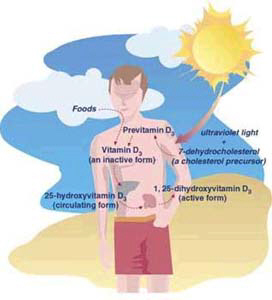 Foods
Previtamin D3
ultraviolet light
+
7-dehydrocholesterol
(a cholesterol precursor)
Vitamin D3
(an inactive form)
25-hydroxyvitamin D3
(circulating form)
1, 25-dihydroxyvitamin D3
(active form)